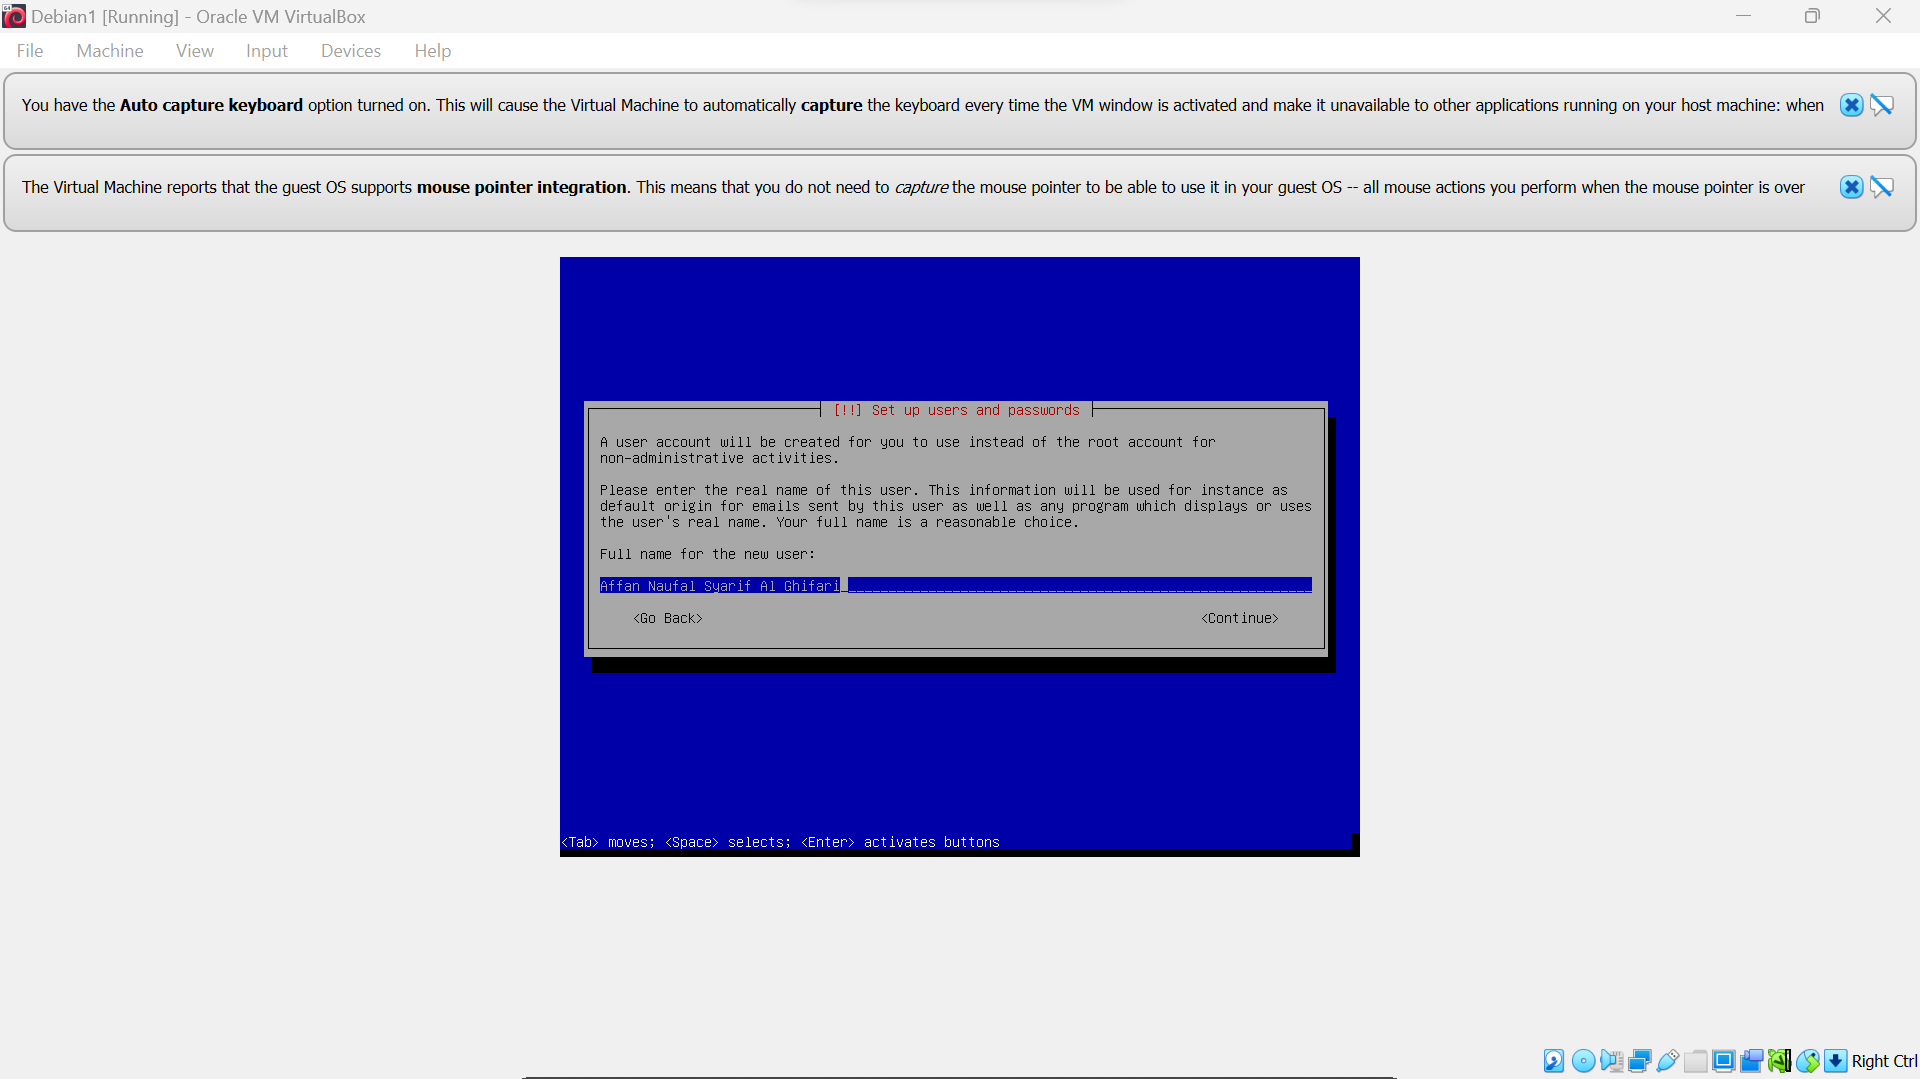 Debian1 [Running] - Oracle VM VirtualBox
File Machine View Input Devices Help
You have the Auto capture keyboard option turned on. This will cause the Virtual Machine to automatically capture the keyboard every time the VM window is activated and make it unavailable to other applications running on your host machine: when
The Virtual Machine reports that the guest OS supports mouse pointer integration. This means that you do not need to capture the mouse pointer to be able to use it in your guest OS -- all mouse actions you perform when the mouse pointer is over
[!!] Set up users and passwords
A user account will be created for you to use instead of the root account for
non-administrative activities.
Please enter the real name of this user. This information will be used for instance as
default origin for emails sent by this user as well as any program which displays or uses
the user's real name. Your full name is a reasonable choice.
Full name for the new user:
Affan Naufal Syarif Al Ghifari
<Go Back> <Continue>
<Tab> moves; <Space> selects; <Enter> activates buttons
Right Ctrl